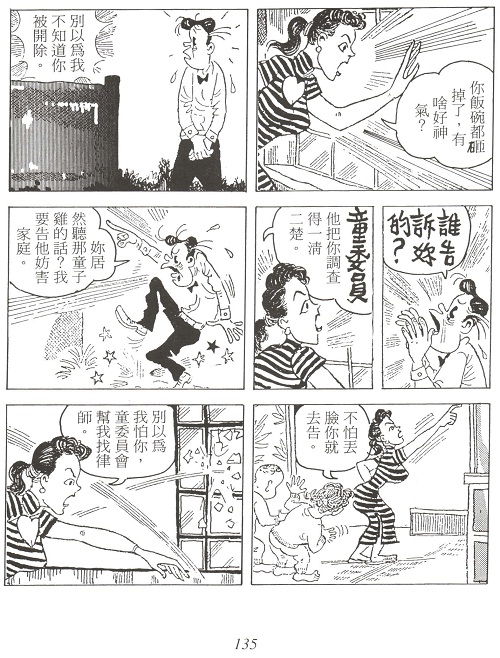 你飯碗都砸
掉了，有
啥好神
氣？
別以爲我
不知道你
被開除。
誰告
訴妳
的？
童委員
他把你調查
得一淸
二楚。
妳居
然聽那童子
雞的話？我
要告他妨害
家庭。
不怕丟
臉你就
去告。
別以爲
我怕你，
童委員會
幫我找律
師。
135